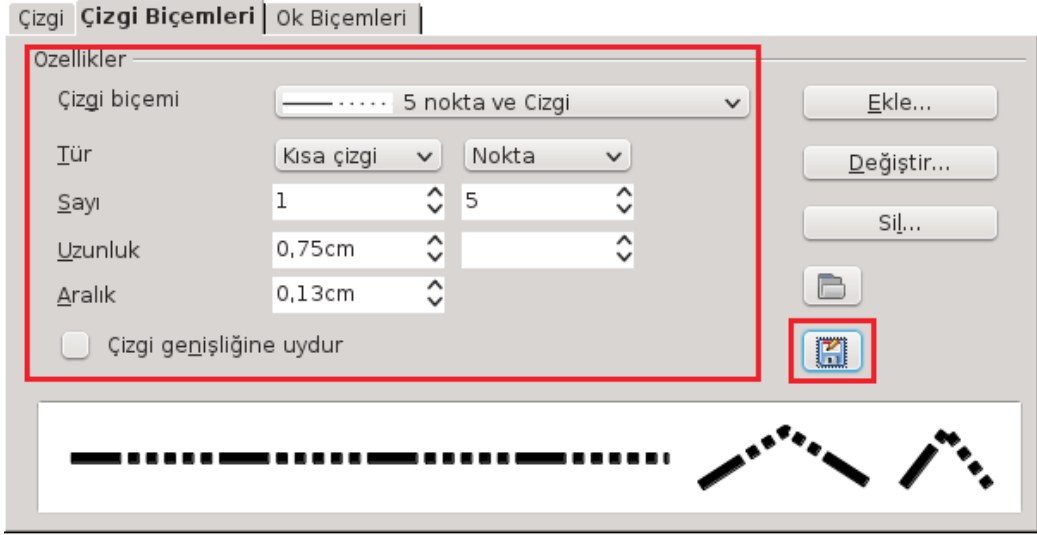 Çizgi Çizgi Biçemleri Ok Biçemleri
Özellikler
Çizgi biçemi 5 nokta ve Cizgi Ekle...
Tür Kısa çizgi Nokta Değiştir...
Sayı 1 5 Sil...
Uzunluk 0,75cm
Aralık 0,13cm
Çizgi genişliğine uydur